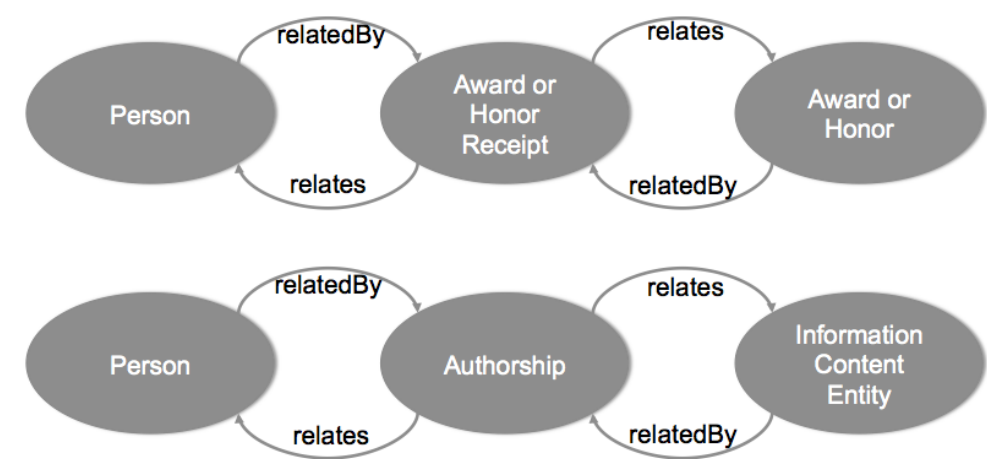 relatedBy
relates
Person
Award or
Honor
Receipt
Award or
Honor
relates
relatedBy
relatedBy
relates
Person
Authorship
Information
Content
Entity
relates
relatedBy